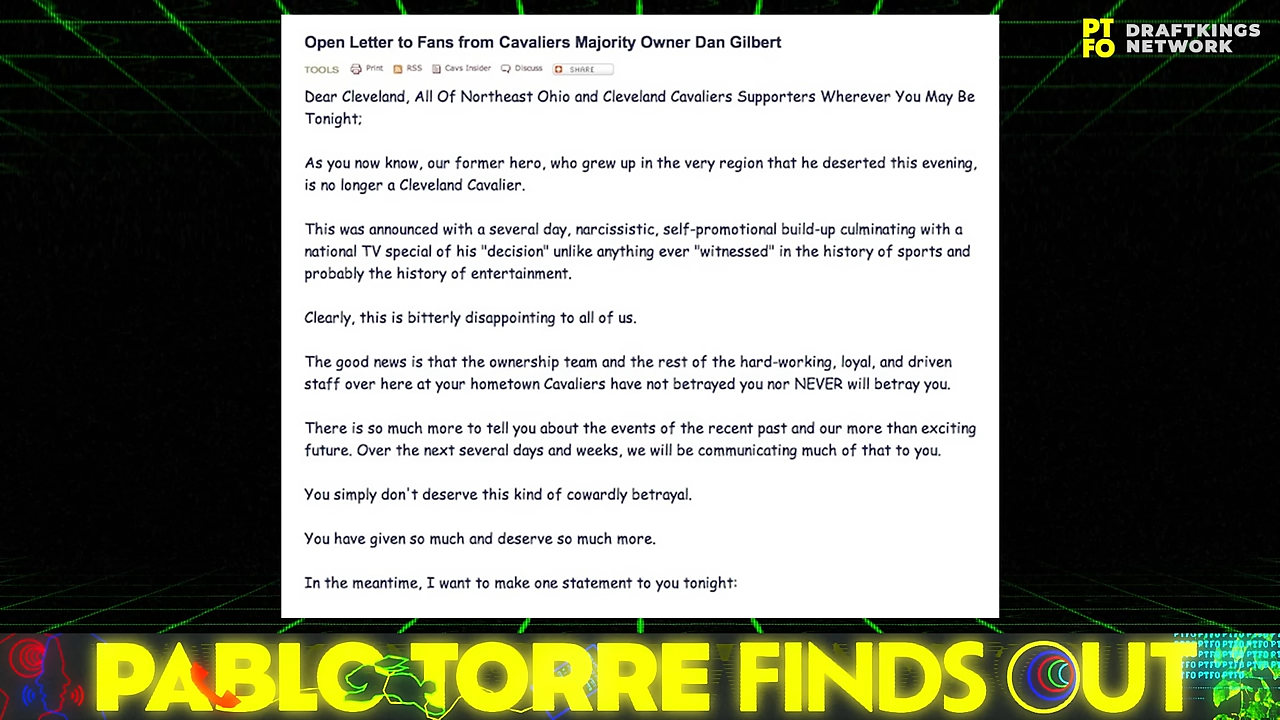 PT
FO
DRAFTKINGS
NETWORK
Open Letter to Fans from Cavaliers Majority Owner Dan Gilbert
TOOLS Print RSS Cavs Insider Discuss SHARE
Dear Cleveland, All Of Northeast Ohio and Cleveland Cavaliers Supporters Wherever You May Be
Tonight;
As you now know, our former hero, who grew up in the very region that he deserted this evening,
is no longer a Cleveland Cavalier.
This was announced with a several day, narcissistic, self-promotional build-up culminating with a
national TV special of his "decision" unlike anything ever "witnessed" in the history of sports and
probably the history of entertainment.
Clearly, this is bitterly disappointing to all of us.
The good news is that the ownership team and the rest of the hard-working, loyal, and driven
staff over here at your hometown Cavaliers have not betrayed you nor NEVER will betray you.
There is so much more to tell you about the events of the recent past and our more than exciting
future. Over the next several days and weeks, we will be communicating much of that to you.
You simply don't deserve this kind of cowardly betrayal.
You have given so much and deserve so much more.
In the meantime, I want to make one statement to you tonight:
PABLO TORRE FINDS OUT